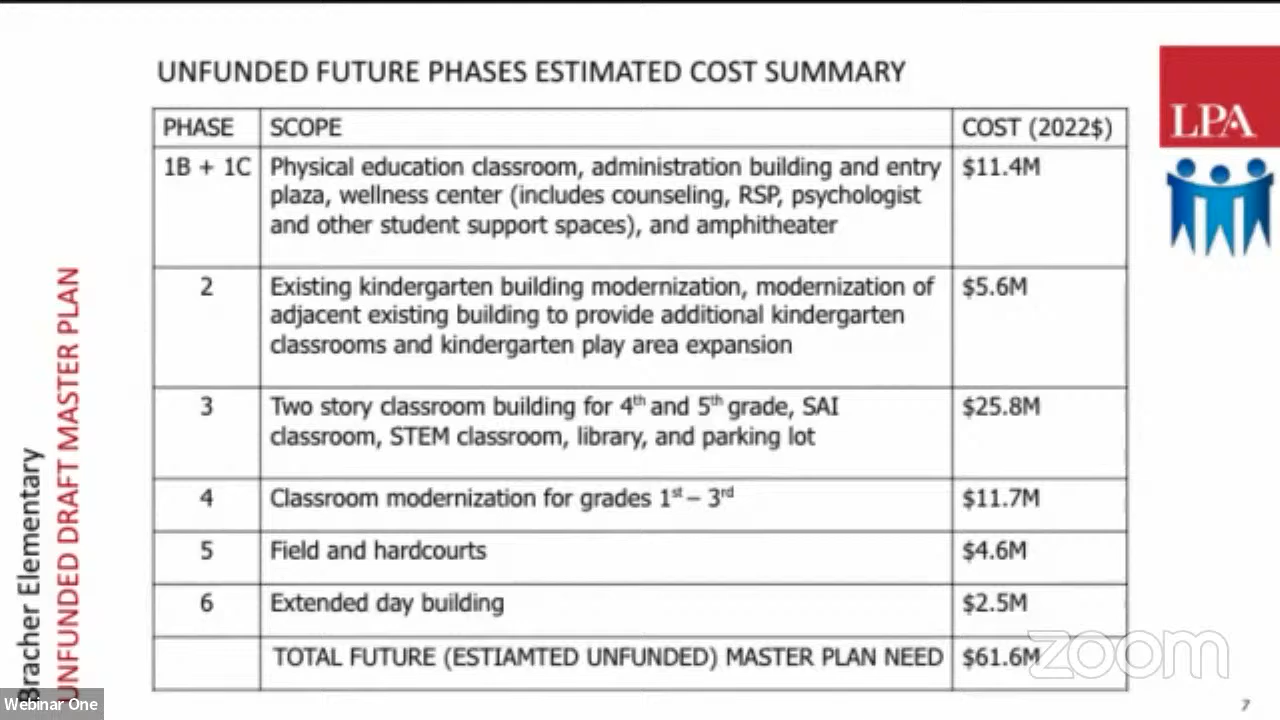 UNFUNDED FUTURE PHASES ESTIMATED COST SUMMARY
LPA
PHASE SCOPE COST (2022$)
1B + 1C Physical education classroom, administration building and entry $11.4M
plaza, wellness center (includes counseling, RSP, psychologist
and other student support spaces), and amphitheater
2 Existing kindergarten building modernization, modernization of $5.6M
adjacent existing building to provide additional kindergarten
classrooms and kindergarten play area expansion
3 Two story classroom building for 4th and 5th grade, SAI $25.8M
classroom, STEM classroom, library, and parking lot
4 Classroom modernization for grades 1st – 3rd $11.7M
5 Field and hardcourts $4.6M
6 Extended day building $2.5M
TOTAL FUTURE (ESTIAMTED UNFUNDED) MASTER PLAN NEED $61.6M
Bracher Elementary
UNFUNDED DRAFT MASTER PLAN
zoom
Webinar One
7